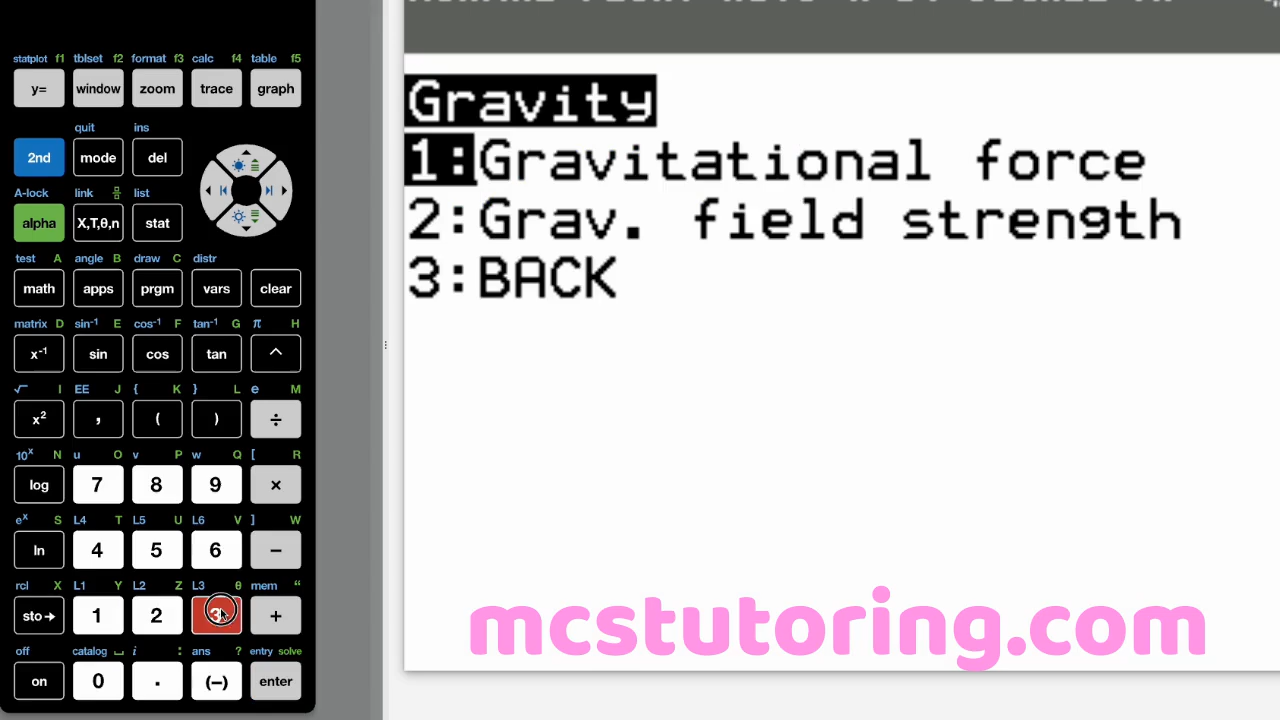 Gravity
1:Gravitational force
2:Grav. field strength
3:BACK
mcstutoring.com
statplot f1 tblset f2 format f3 calc f4 table f5
y= window zoom trace graph
quit ins
2nd mode del
A-lock link list
alpha X,T,θ,n stat
test A angle B draw C distr
math apps prgm vars clear
matrix D sin⁻¹ E cos⁻¹ F tan⁻¹ G π H
x⁻¹ sin cos tan ^
√ I EE J { K } L e M
x² , ( ) ÷
10ˣ N u O v P w Q [ R
log 7 8 9 ×
eˣ S L4 T L5 U L6 V ] W
ln 4 5 6 −
rcl X L1 Y L2 Z L3 θ mem “
sto→ 1 2 3 +
off catalog ⎵ i : ans ? entry solve
on 0 . (−) enter